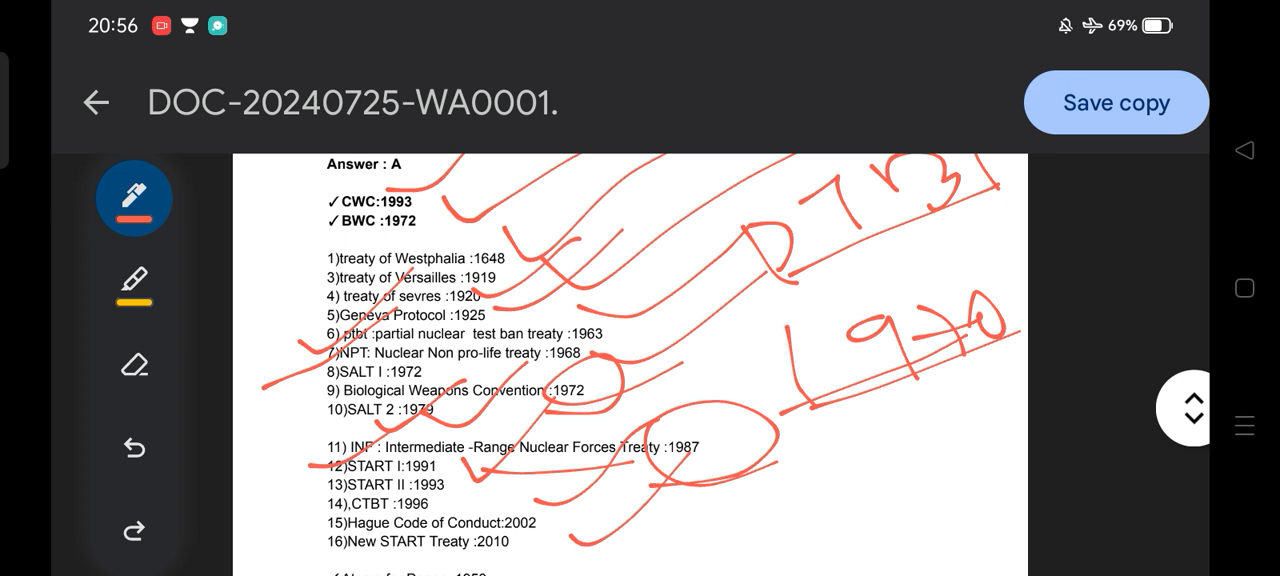 20:56
69%
DOC-20240725-WA0001.
Save copy
Answer : A
✓CWC:1993
✓BWC :1972
1)treaty of Westphalia :1648
3)treaty of Versailles :1919
4) treaty of sevres :1920
5)Geneva Protocol :1925
6) ptbt :partial nuclear test ban treaty :1963
7)NPT: Nuclear Non pro-life treaty :1968
8)SALT I :1972
9) Biological Weapons Convention :1972
10)SALT 2 :1979
1970
11) INF : Intermediate -Range Nuclear Forces Treaty :1987
12)START I:1991
13)START II :1993
14),CTBT :1996
15)Hague Code of Conduct:2002
16)New START Treaty :2010